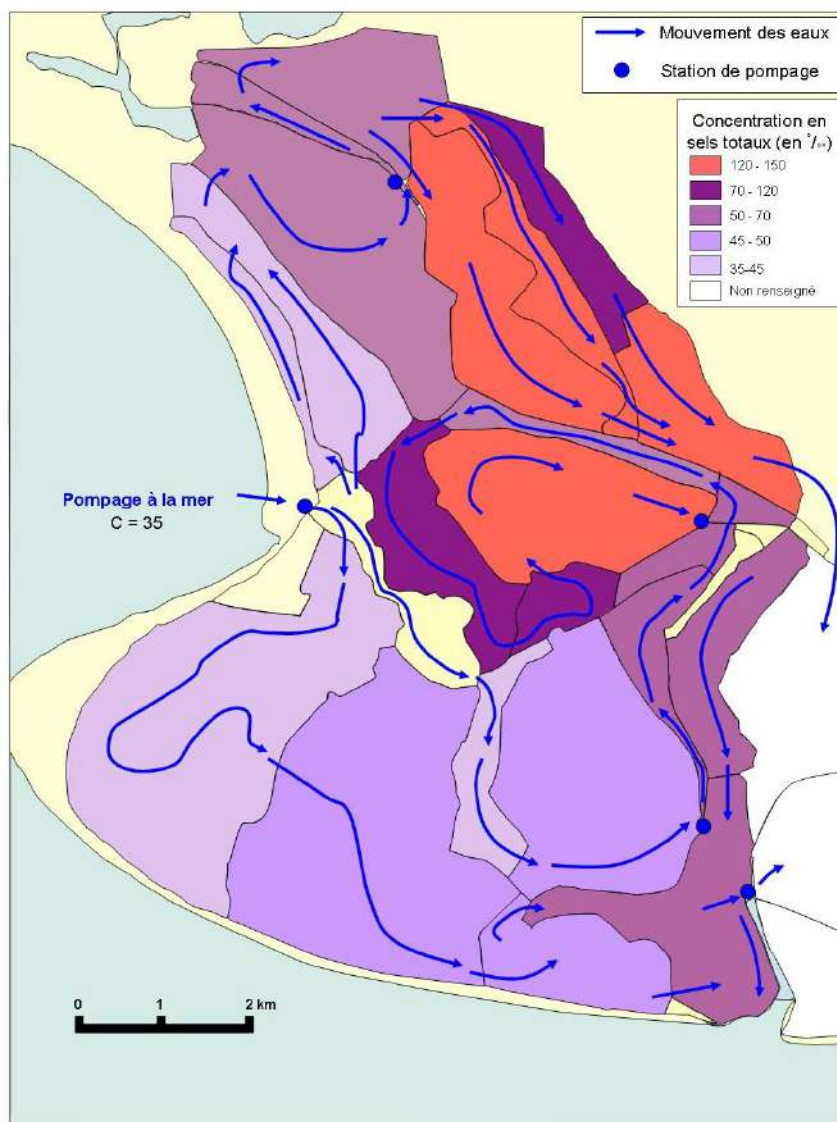 Mouvement des eaux
Station de pompage
Concentration en
sels totaux (en °/∞)
120 - 150
70 - 120
50 - 70
45 - 50
35-45
Non renseigné
Pompage à la mer
C = 35
0 1 2 km